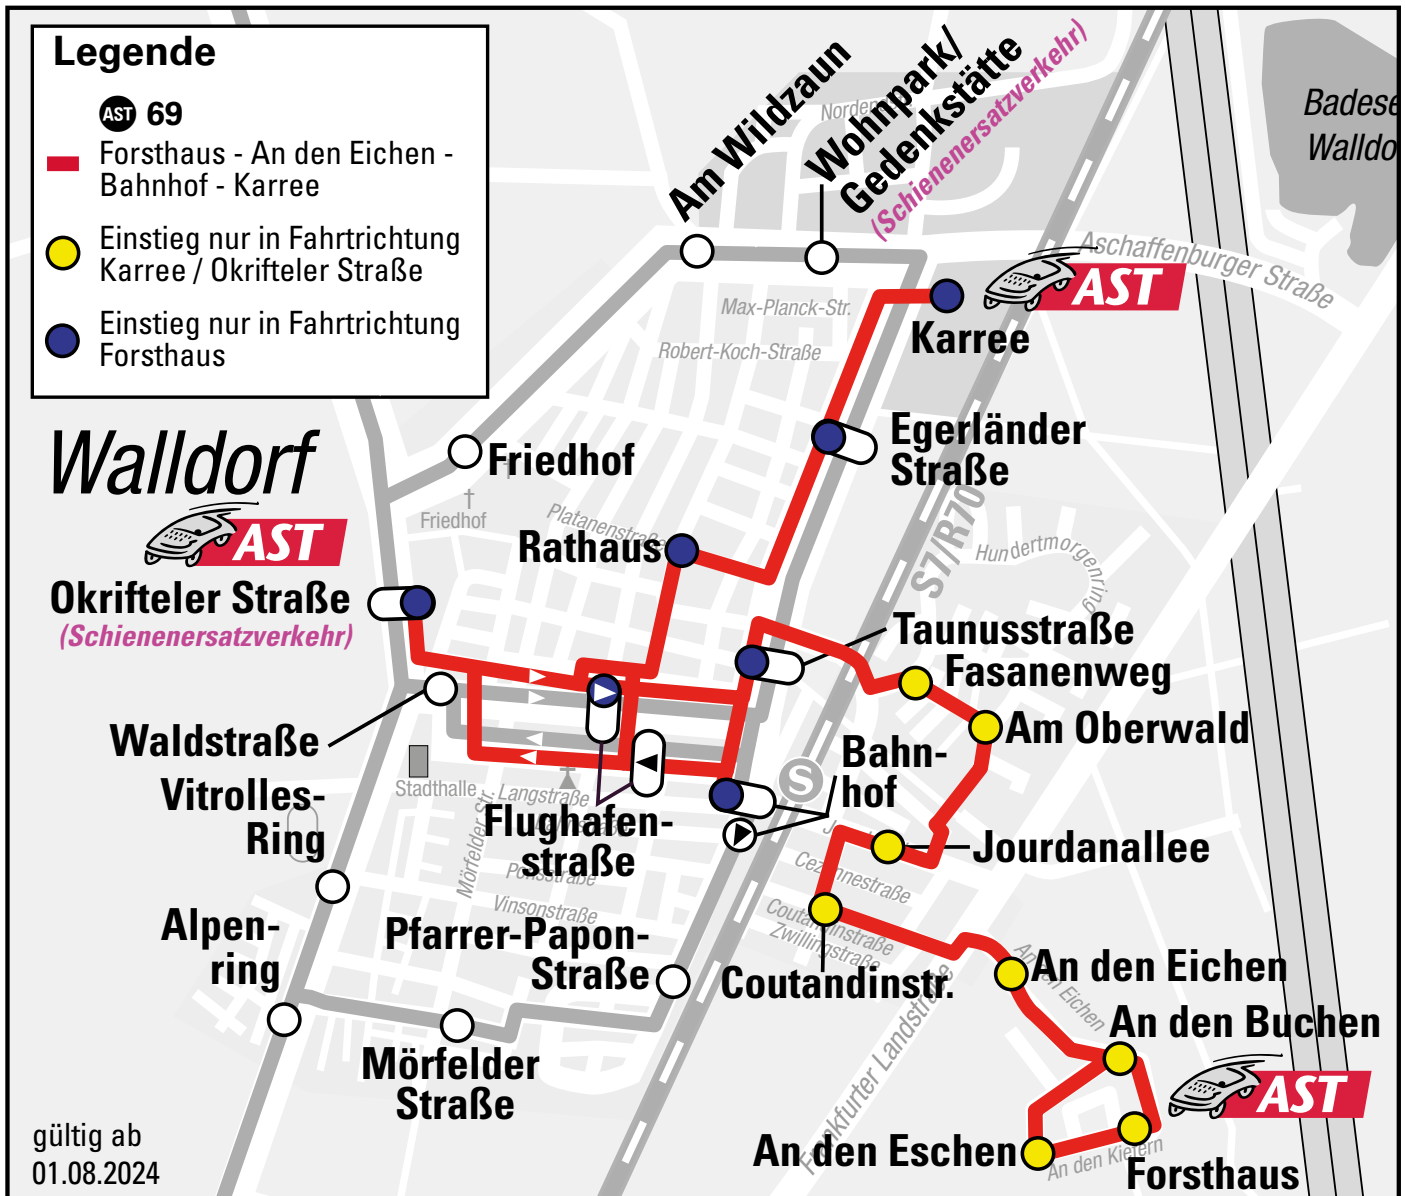 Legende
AST 69
Forsthaus - An den Eichen -
Bahnhof - Karree
Einstieg nur in Fahrtrichtung
Karree / Okrifteler Straße
Einstieg nur in Fahrtrichtung
Forsthaus
Am Wildzaun
Wohnpark/
Gedenkstätte
(Schienenersatzverkehr)
Badese
Walldo
Aschaffenburger Straße
AST
Karree
Max-Planck-Str.
Robert-Koch-Straße
Walldorf
Friedhof
Friedhof
Egerländer
Straße
S7/R70
Platanenstraße
Hundertmorgenring
AST
Rathaus
Okrifteler Straße
(Schienenersatzverkehr)
Taunusstraße
Fasanenweg
Am Oberwald
Waldstraße
Stadthalle
Langstraße
Mörfelder Str.
Bahn-
hof
S
Vitrolles-
Ring
Flughafen-
straße
Jourdanallee
Cezannestraße
Vinsonstraße
Coutandinstraße
Zwillingstraße
Alpen-
ring
Pfarrer-Papon-
Straße
Coutandinstr.
An den Eichen
An den Eichen
An den Buchen
Frankfurter Landstraße
Mörfelder
Straße
AST
An den Eschen
An den Kiefern
Forsthaus
gültig ab
01.08.2024